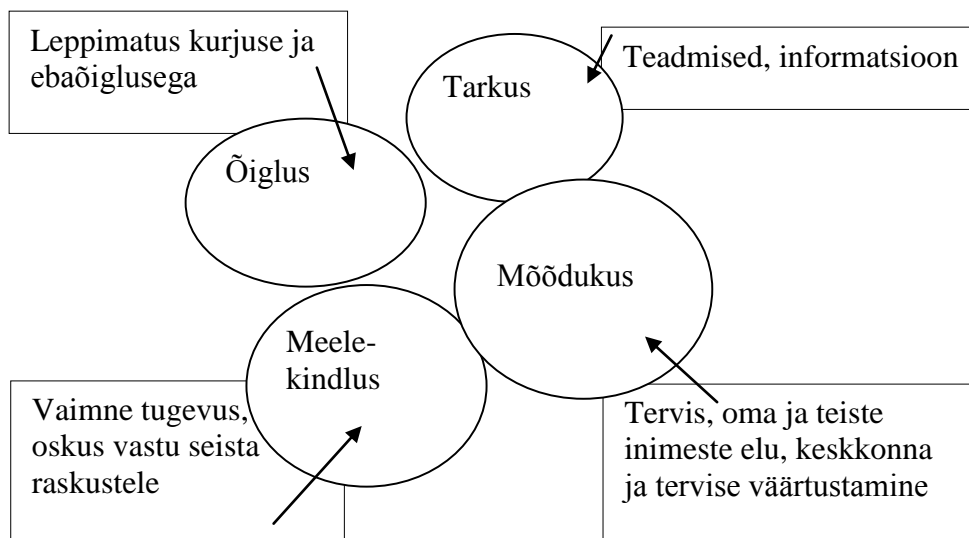 Leppimatus kurjuse ja
ebaõiglusega
Tarkus
Teadmised, informatsioon
Õiglus
Mõõdukus
Meele-
kindlus
Vaimne tugevus,
oskus vastu seista
raskustele
Tervis, oma ja teiste
inimeste elu, keskkonna
ja tervise väärtustamine